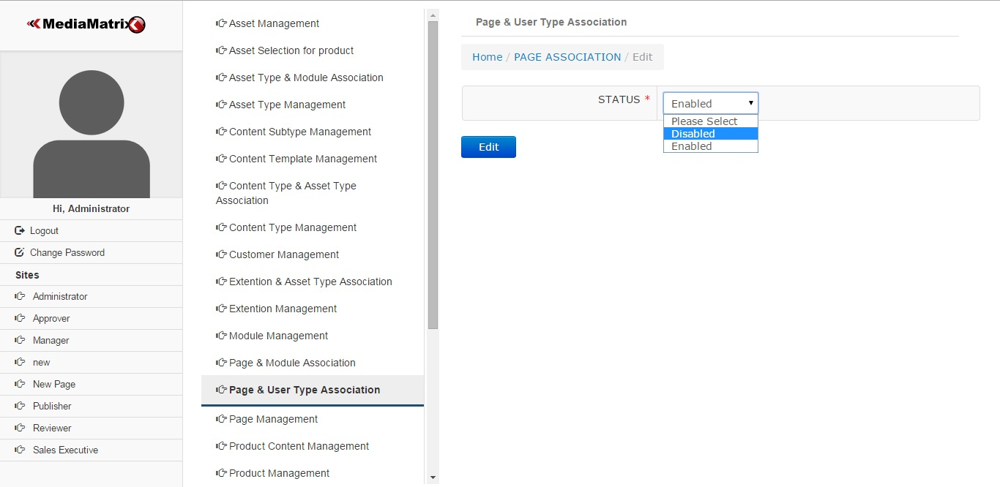 MediaMatrix
Hi, Administrator
Logout
Change Password
Sites
Administrator
Approver
Manager
new
New Page
Publisher
Reviewer
Sales Executive
Asset Management
Asset Selection for product
Asset Type & Module Association
Asset Type Management
Content Subtype Management
Content Template Management
Content Type & Asset Type
Association
Content Type Management
Customer Management
Extention & Asset Type Association
Extention Management
Module Management
Page & Module Association
Page & User Type Association
Page Management
Product Content Management
Product Management
Page & User Type Association
Home / PAGE ASSOCIATION / Edit
STATUS * Enabled
Please Select
Disabled
Enabled
Edit